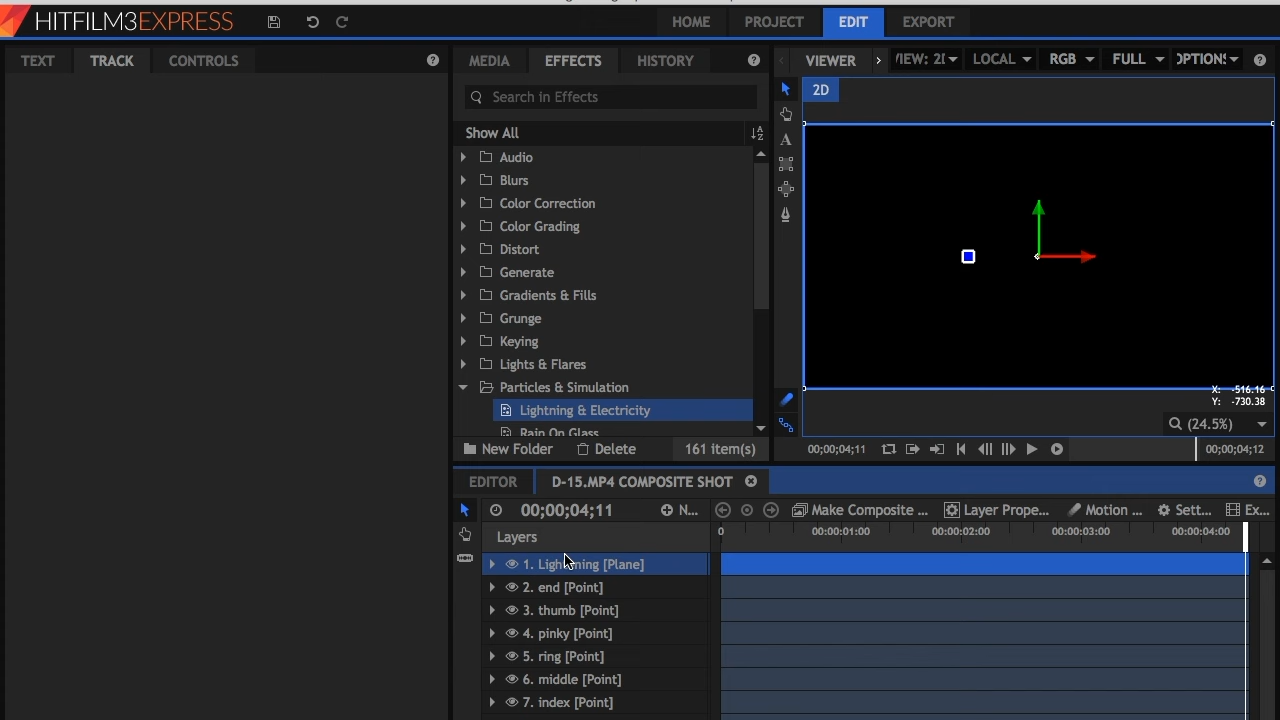 HITFILM3EXPRESS
HOME PROJECT EDIT EXPORT
TEXT TRACK CONTROLS
MEDIA EFFECTS HISTORY
VIEWER LOCAL RGB FULL
Search in Effects
2D
Show All
Audio
Blurs
Color Correction
Color Grading
Distort
Generate
Gradients & Fills
Grunge
Keying
Lights & Flares
Particles & Simulation
Lightning & Electricity
Rain On Glass
X: -516.16
Y: -730.38
(24.5%)
New Folder Delete 161 item(s)
00;00;04;11 00;00;04;12
EDITOR D-15.MP4 COMPOSITE SHOT
00;00;04;11 N... Make Composite ... Layer Prope... Motion ... Sett... Ex...
Layers
0 00:00:01:00 00:00:02:00 00:00:03:00 00:00:04:00
1. Lightning [Plane]
2. end [Point]
3. thumb [Point]
4. pinky [Point]
5. ring [Point]
6. middle [Point]
7. index [Point]